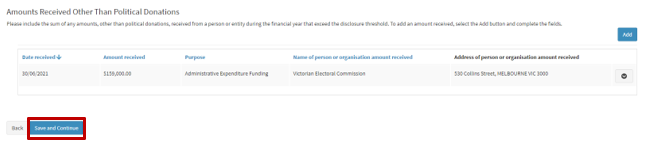 Amounts Received Other Than Political Donations
Please include the sum of any amounts, other than political donations, received from a person or entity during the financial year that exceed the disclosure threshold. To add an amount received, select the Add button and complete the fields.
Add
Date received Amount received Purpose Name of person or organisation amount received Address of person or organisation amount received
30/06/2021 $159,000.00 Administrative Expenditure Funding Victorian Electoral Commission 530 Collins Street, MELBOURNE VIC 3000
Back Save and Continue